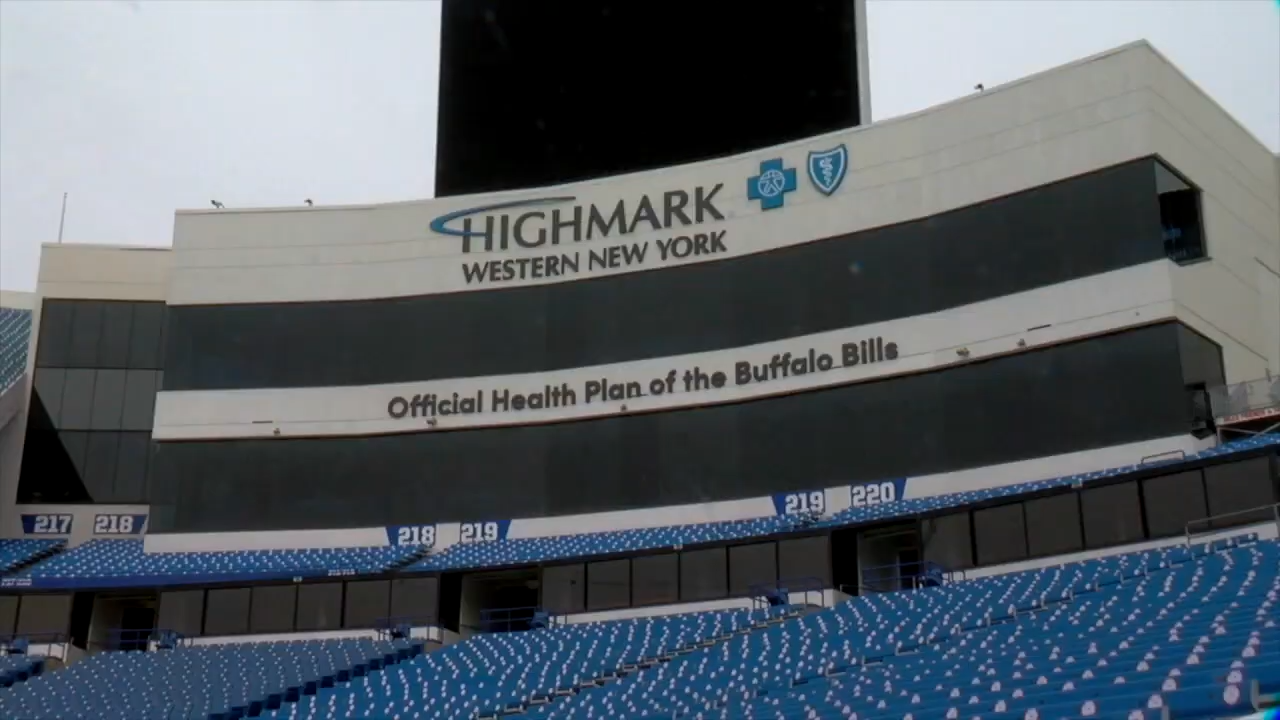 HIGHMARK
WESTERN NEW YORK
Official Health Plan of the Buffalo Bills
217 218
218 219
219 220